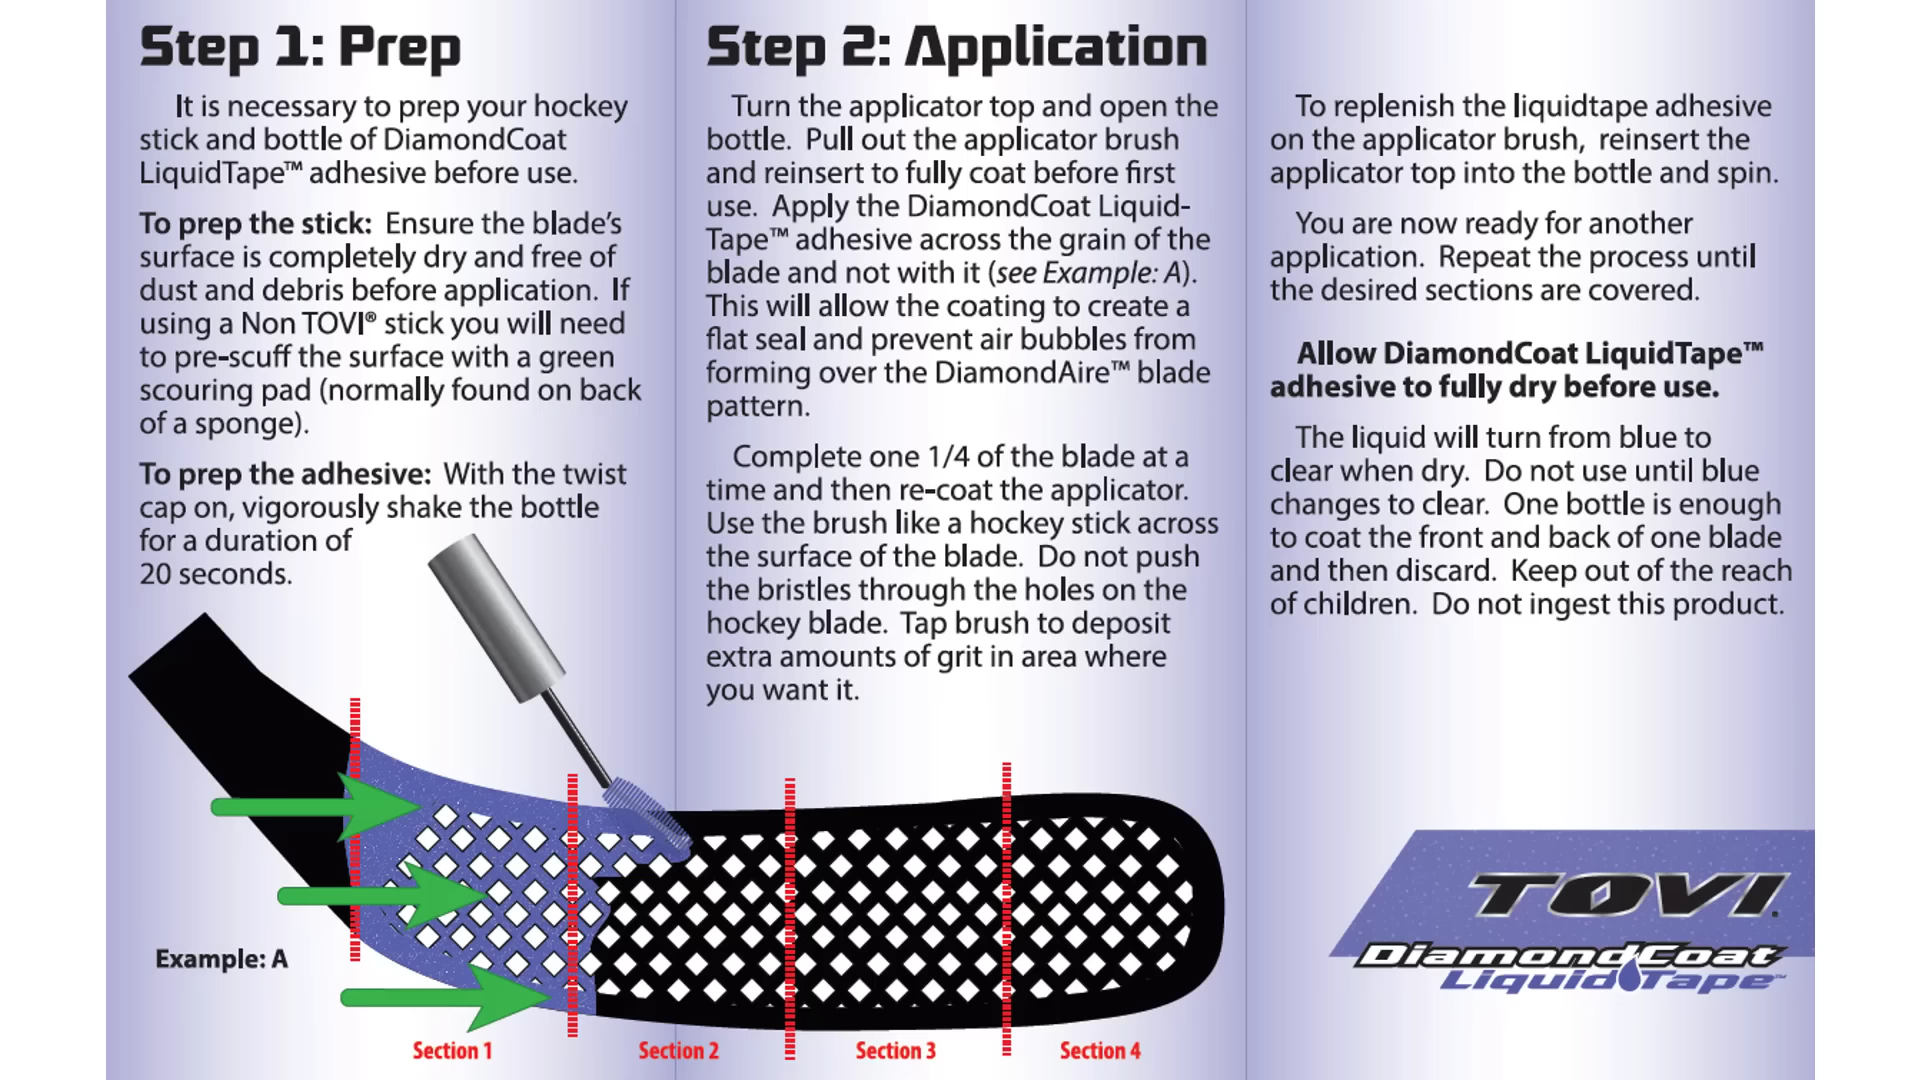 Step 1: Prep
It is necessary to prep your hockey
stick and bottle of DiamondCoat
LiquidTape™ adhesive before use.
To prep the stick: Ensure the blade's
surface is completely dry and free of
dust and debris before application. If
using a Non TOVI® stick you will need
to pre-scuff the surface with a green
scouring pad (normally found on back
of a sponge).
To prep the adhesive: With the twist
cap on, vigorously shake the bottle
for a duration of
20 seconds.
Example: A
Section 1
Section 2
Section 3
Section 4
Step 2: Application
Turn the applicator top and open the
bottle. Pull out the applicator brush
and reinsert to fully coat before first
use. Apply the DiamondCoat Liquid-
Tape™ adhesive across the grain of the
blade and not with it (see Example: A).
This will allow the coating to create a
flat seal and prevent air bubbles from
forming over the DiamondAire™ blade
pattern.
Complete one 1/4 of the blade at a
time and then re-coat the applicator.
Use the brush like a hockey stick across
the surface of the blade. Do not push
the bristles through the holes on the
hockey blade. Tap brush to deposit
extra amounts of grit in area where
you want it.
To replenish the liquidtape adhesive
on the applicator brush, reinsert the
applicator top into the bottle and spin.
You are now ready for another
application. Repeat the process until
the desired sections are covered.
Allow DiamondCoat LiquidTape™
adhesive to fully dry before use.
The liquid will turn from blue to
clear when dry. Do not use until blue
changes to clear. One bottle is enough
to coat the front and back of one blade
and then discard. Keep out of the reach
of children. Do not ingest this product.
TOVI.
DiamondCoat
LiquidTape™